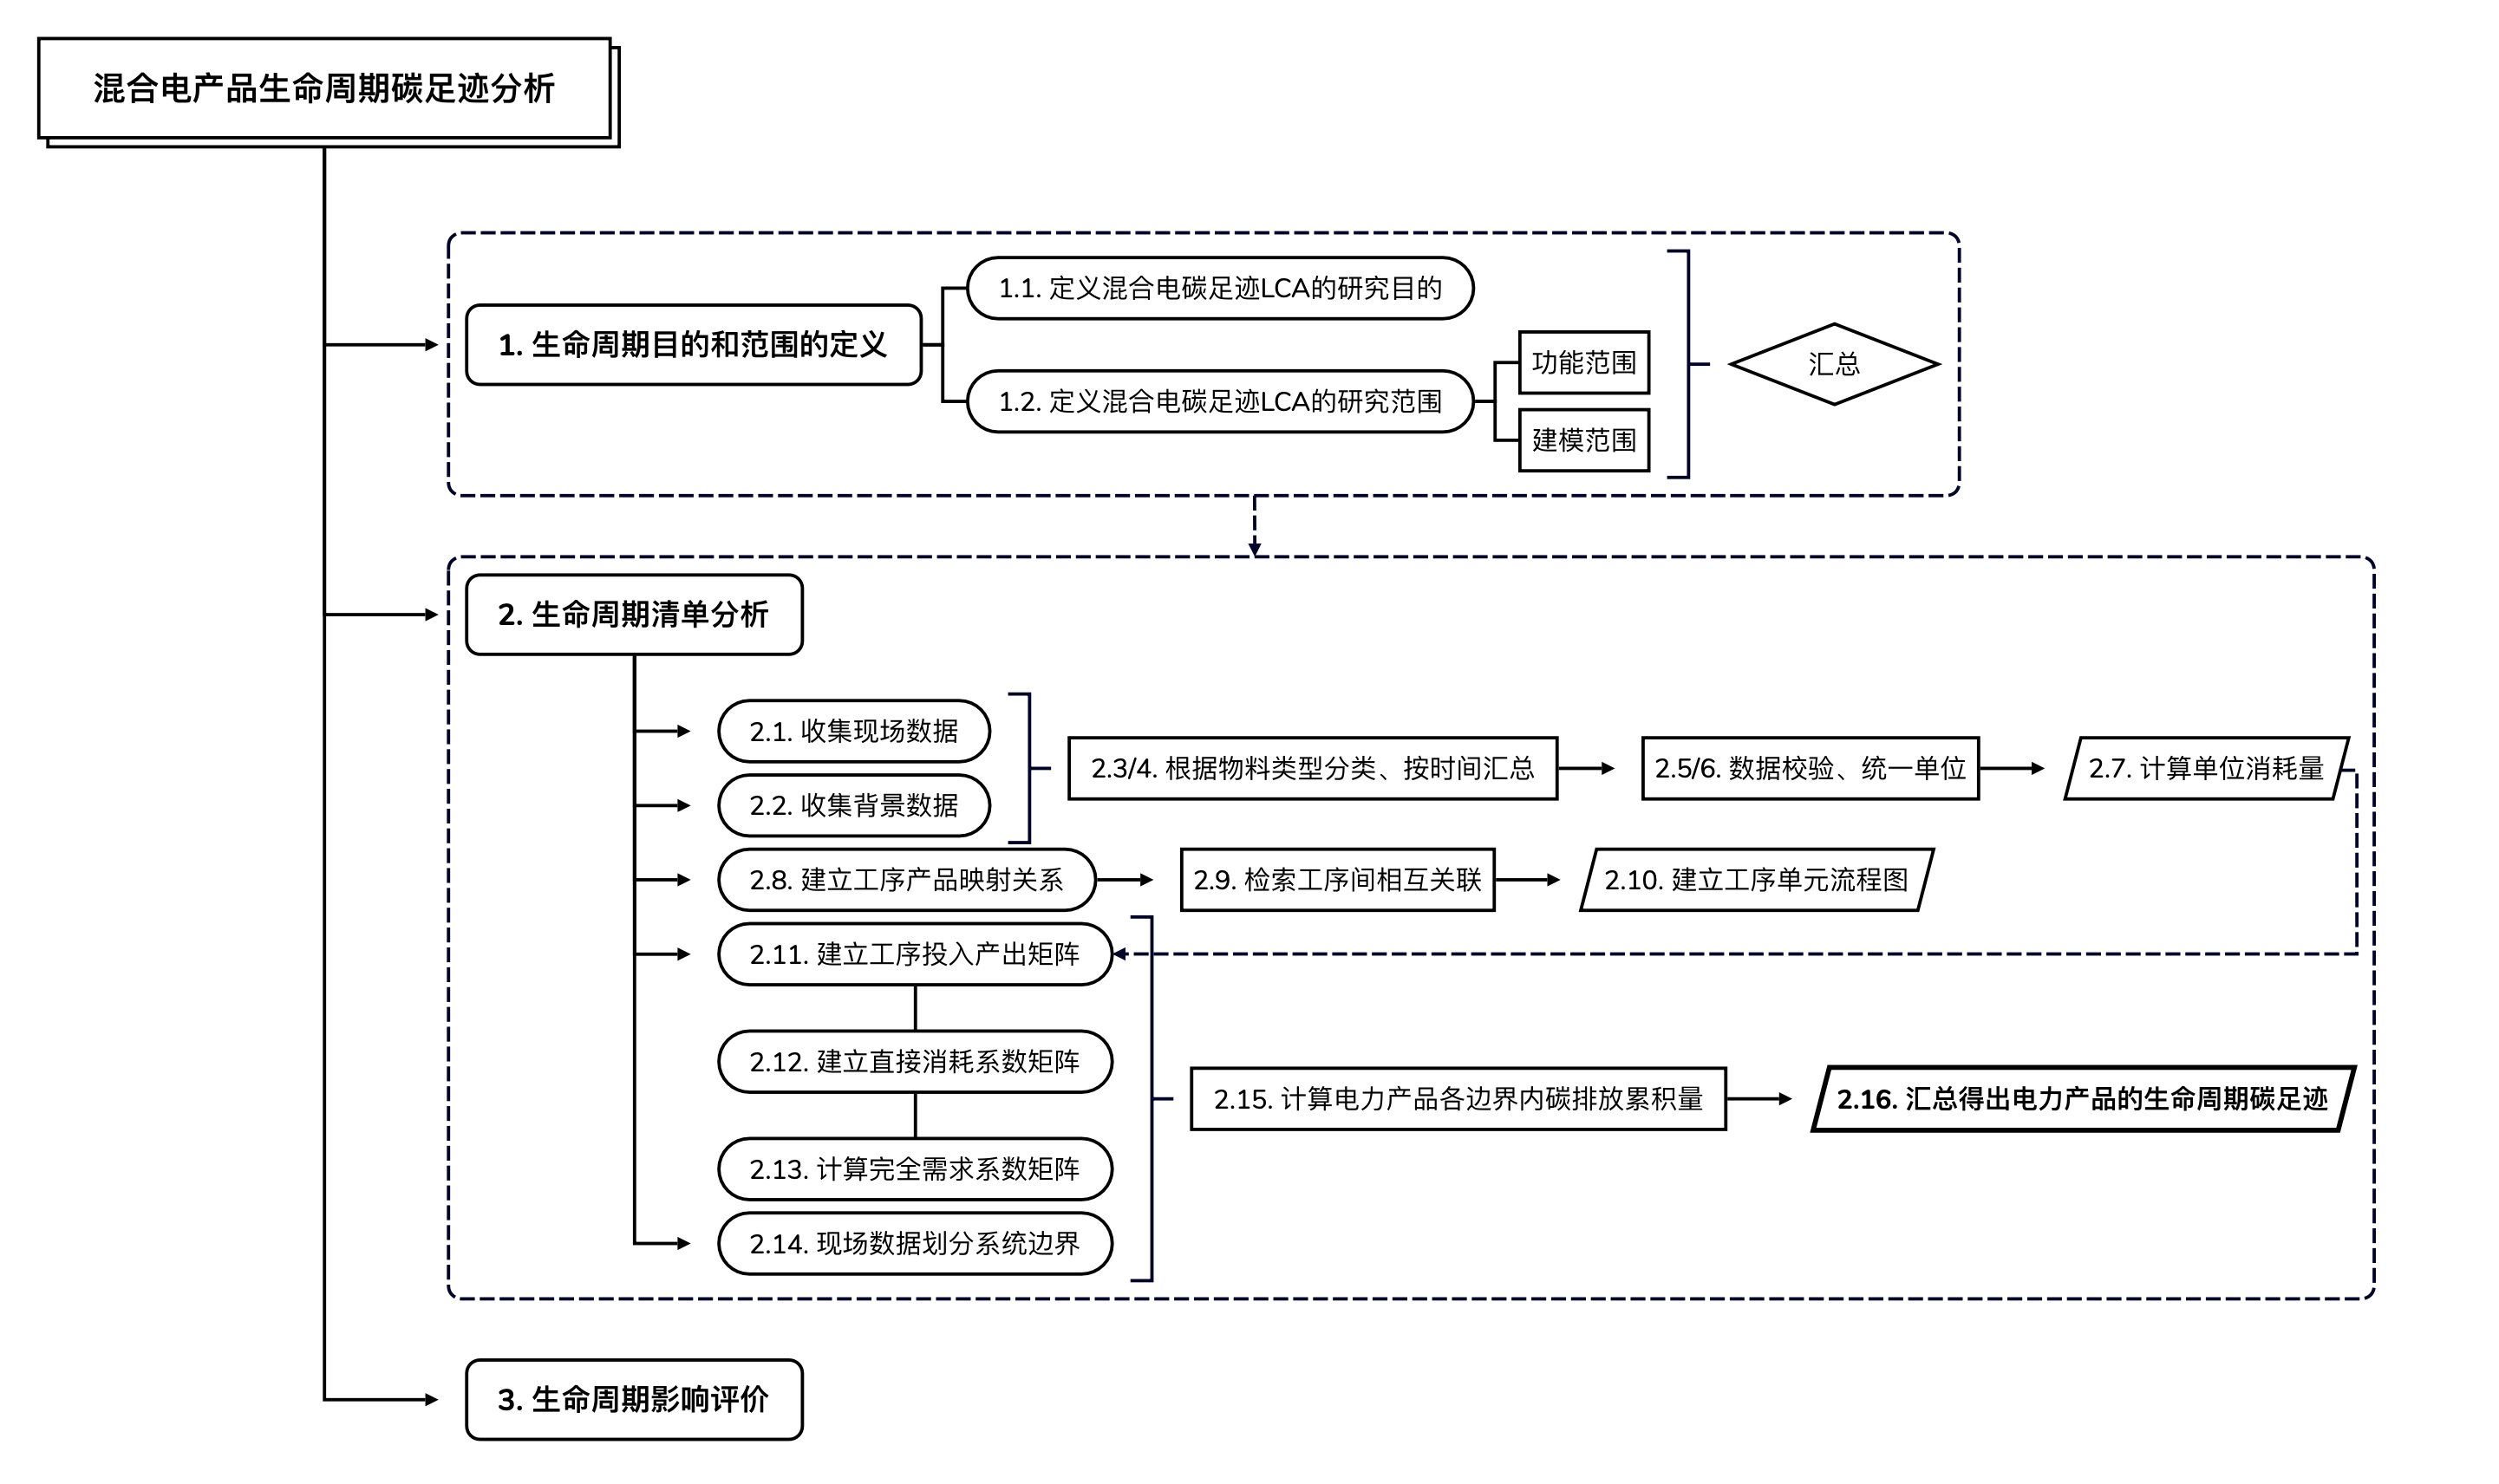 混合电产品生命周期碳足迹分析
1. 生命周期目的和范围的定义
1.1. 定义混合电碳足迹LCA的研究目的
1.2. 定义混合电碳足迹LCA的研究范围
功能范围
建模范围
汇总
2. 生命周期清单分析
2.1. 收集现场数据
2.2. 收集背景数据
2.3/4. 根据物料类型分类、按时间汇总
2.5/6. 数据校验、统一单位
2.7. 计算单位消耗量
2.8. 建立工序产品映射关系
2.9. 检索工序间相互关联
2.10. 建立工序单元流程图
2.11. 建立工序投入产出矩阵
2.12. 建立直接消耗系数矩阵
2.13. 计算完全需求系数矩阵
2.14. 现场数据划分系统边界
2.15. 计算电力产品各边界内碳排放累积量
2.16. 汇总得出电力产品的生命周期碳足迹
3. 生命周期影响评价